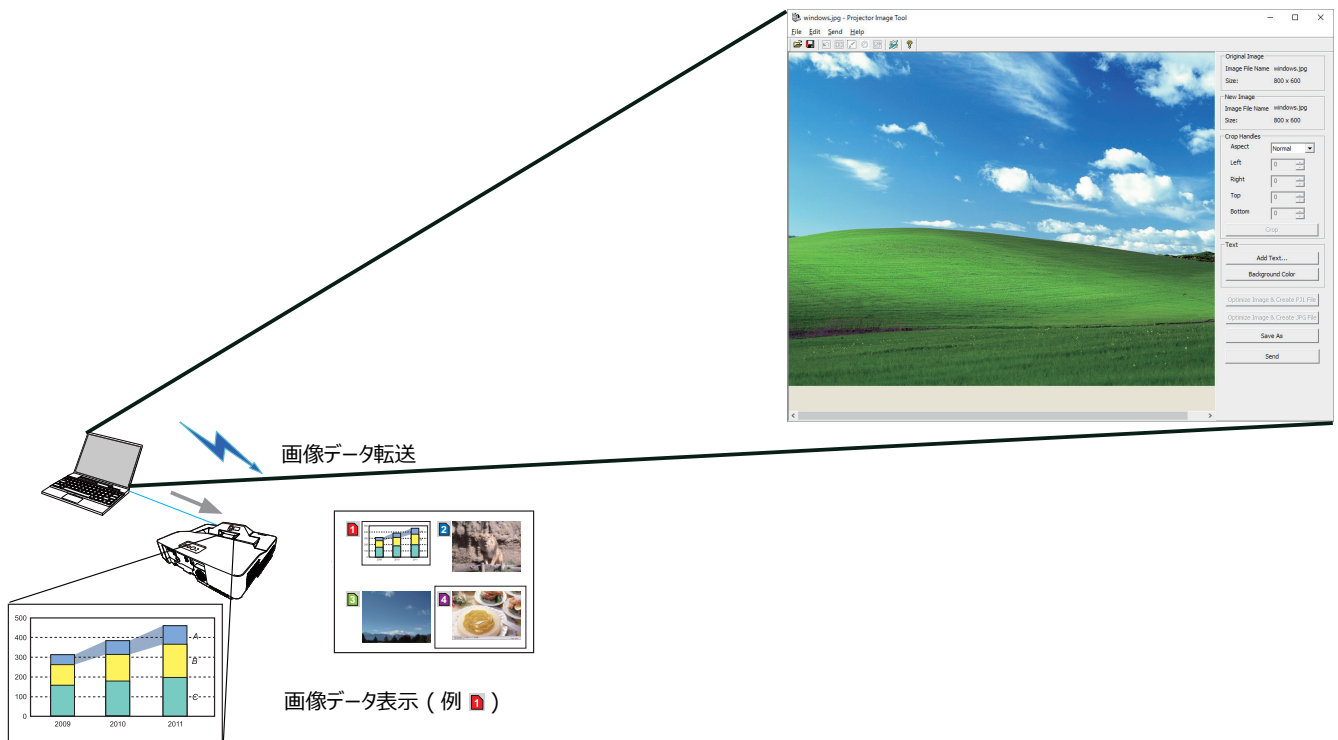 windows.jpg - Projector Image Tool
File Edit Send Help
Original Image
Image File Name windows.jpg
Size: 800 x 600
New Image
Image File Name windows.jpg
Size: 800 x 600
Crop Handles
Aspect Normal
Left 0
Right 0
Top 0
Bottom 0
Crop
Text
Add Text...
Background Color
Optimize Image & Create PJT File
Optimize Image & Create JPG File
Save As
Send
画像データ転送
1
2
3
4
500
400
300
200
100
0
A
B
C
2009 2010 2011
画像データ表示 ( 例 1 )